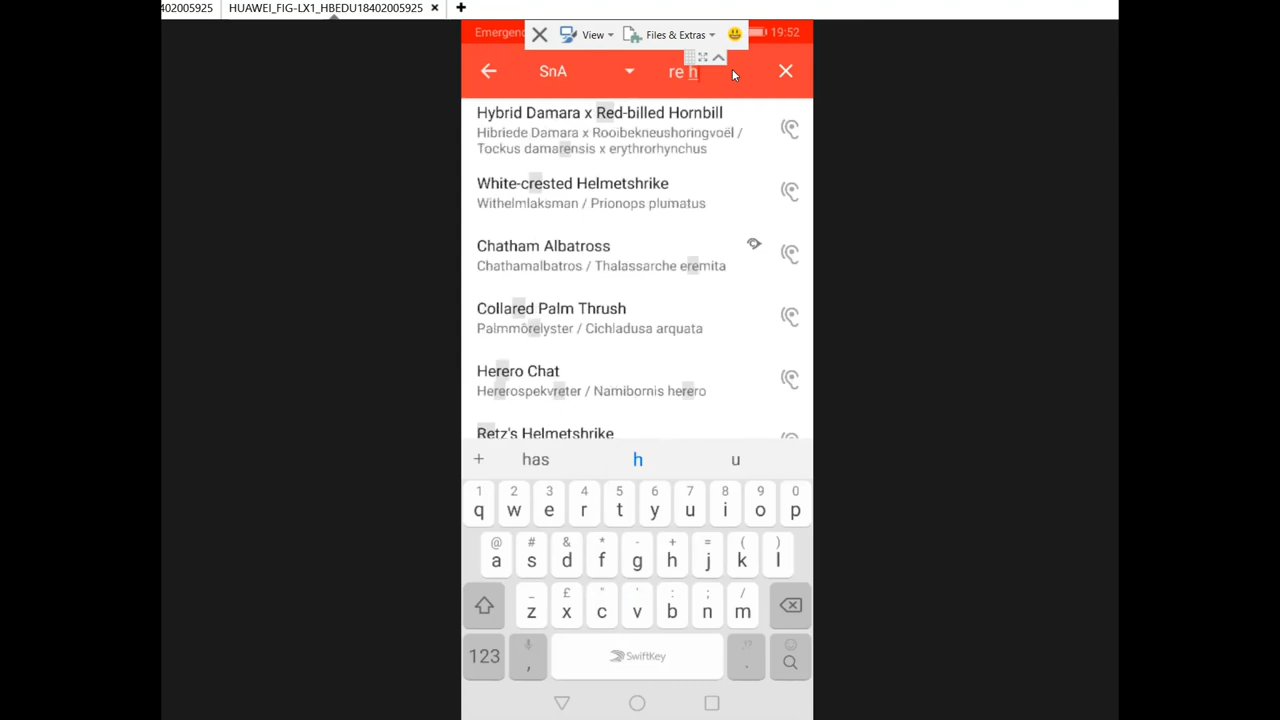 02005925
HUAWEI_FIG-LX1_HBEDU18402005925
Emergenc
View
Files & Extras
19:52
SnA
re h
Hybrid Damara x Red-billed Hornbill
Hibriede Damara x Rooibekneushoringvoël /
Tockus damarensis x erythrorhynchus
White-crested Helmetshrike
Withelmlaksman / Prionops plumatus
Chatham Albatross
Chathamalbatros / Thalassarche eremita
Collared Palm Thrush
Palmmôrelyster / Cichladusa arquata
Herero Chat
Hererospekvreter / Namibornis herero
Retz's Helmetshrike
+ has h u
1 2 3 4 5 6 7 8 9 0
q w e r t y u i o p
@ # & * - + = ( )
a s d f g h j k l
_ £ " ' : ; /
z x c v b n m
123 , SwiftKey !? .